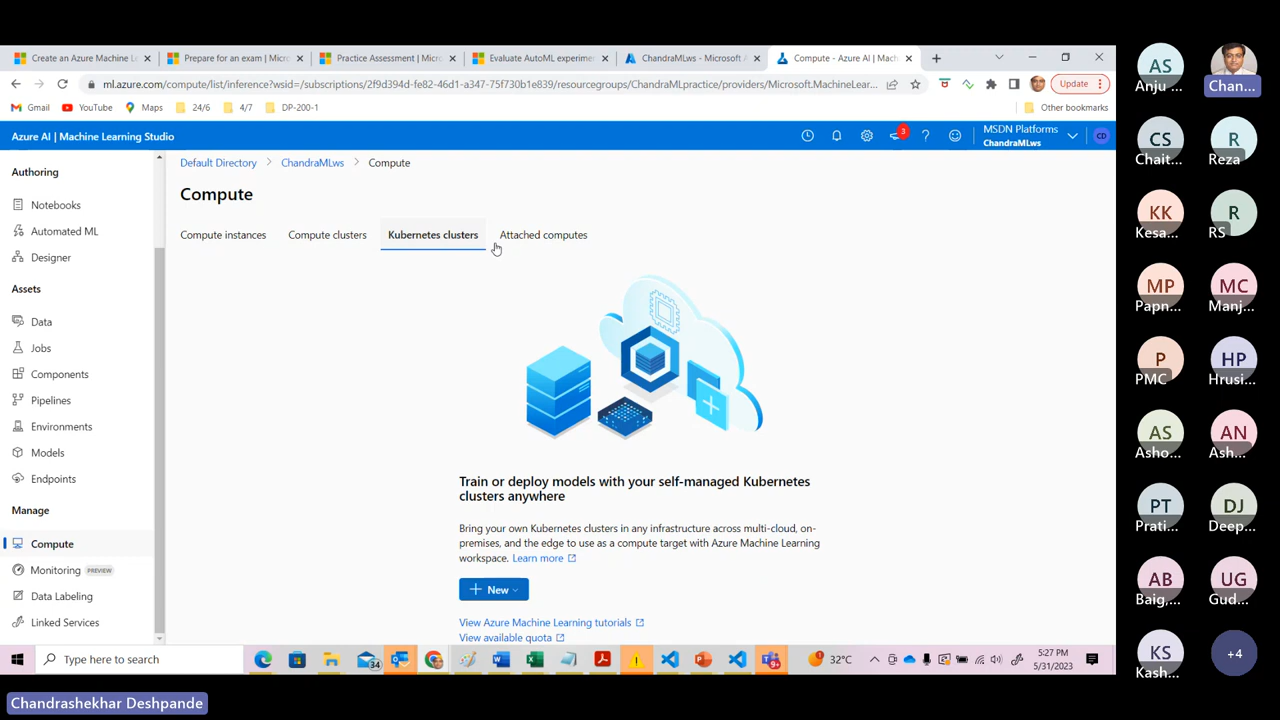 Create an Azure Machine L
Prepare for an exam | Micro
Practice Assessment | Micro
Evaluate AutoML experime
ChandraMLws - Microsoft A
Compute - Azure AI | Mach
ml.azure.com/compute/list/inference?wsid=/subscriptions/2f9d394d-fe82-46d1-a347-75f730b1e639/resourcegroups/ChandraMLpractice/providers/Microsoft.MachineLear...
Update
Gmail
YouTube
Maps
24/6
4/7
DP-200-1
Other bookmarks
Azure AI | Machine Learning Studio
3
?
MSDN Platforms
ChandraMLws
CD
Default Directory > ChandraMLws > Compute
Compute
Compute instances
Compute clusters
Kubernetes clusters
Attached computes
Authoring
Notebooks
Automated ML
Designer
Assets
Data
Jobs
Components
Pipelines
Environments
Models
Endpoints
Manage
Compute
Monitoring PREVIEW
Data Labeling
Linked Services
Train or deploy models with your self-managed Kubernetes
clusters anywhere
Bring your own Kubernetes clusters in any infrastructure across multi-cloud, on-
premises, and the edge to use as a compute target with Azure Machine Learning
workspace. Learn more
+ New
View Azure Machine Learning tutorials
View available quota
Type here to search
34
9+
32°C
5:27 PM
5/31/2023
AS
Anju ...
Chan...
CS
Chait...
R
Reza
KK
Kesa...
R
RS
MP
Papn...
MC
Manj...
P
PMC
HP
Hrusi...
AS
Asho...
AN
Ash...
PT
Prati...
DJ
Deep...
AB
Baig,...
UG
Gud...
KS
Kash...
+4
Chandrashekhar Deshpande